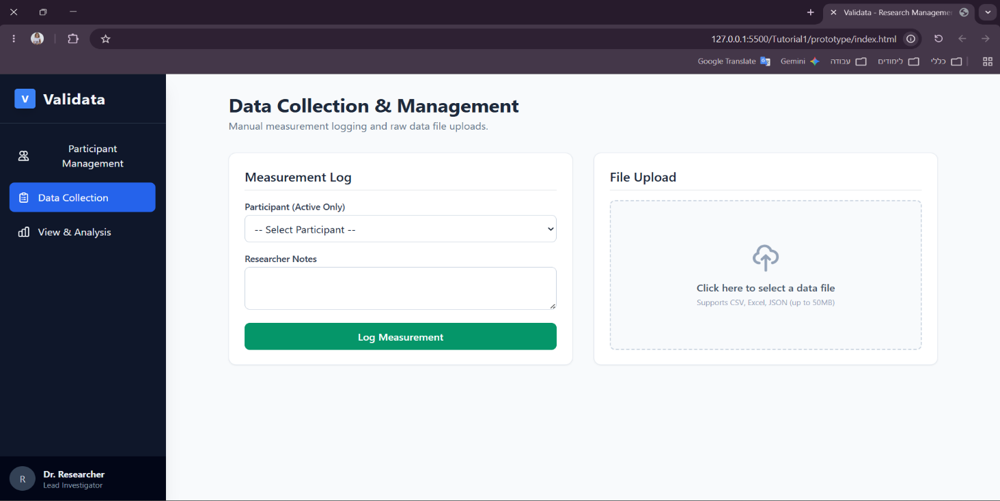 Validata - Research Managemer
127.0.0.1:5500/Tutorial1/prototype/index.html
Google Translate
Gemini
עבודה
לימודים
כללי
V
Validata
Participant
Management
Data Collection
View & Analysis
R
Dr. Researcher
Lead Investigator
Data Collection & Management
Manual measurement logging and raw data file uploads.
Measurement Log
Participant (Active Only)
-- Select Participant --
Researcher Notes
Log Measurement
File Upload
Click here to select a data file
Supports CSV, Excel, JSON (up to 50MB)